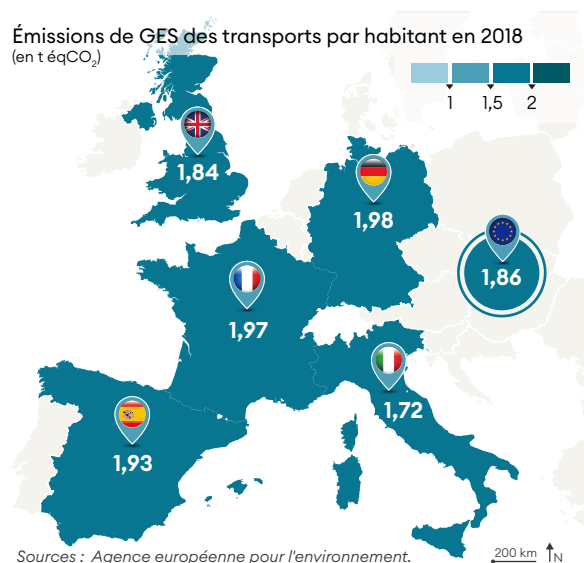 Émissions de GES des transports par habitant en 2018
(en t éqCO₂)
1 1,5 2
1,84
1,98
1,86
1,97
1,72
1,93
Sources : Agence européenne pour l'environnement.
200 km N